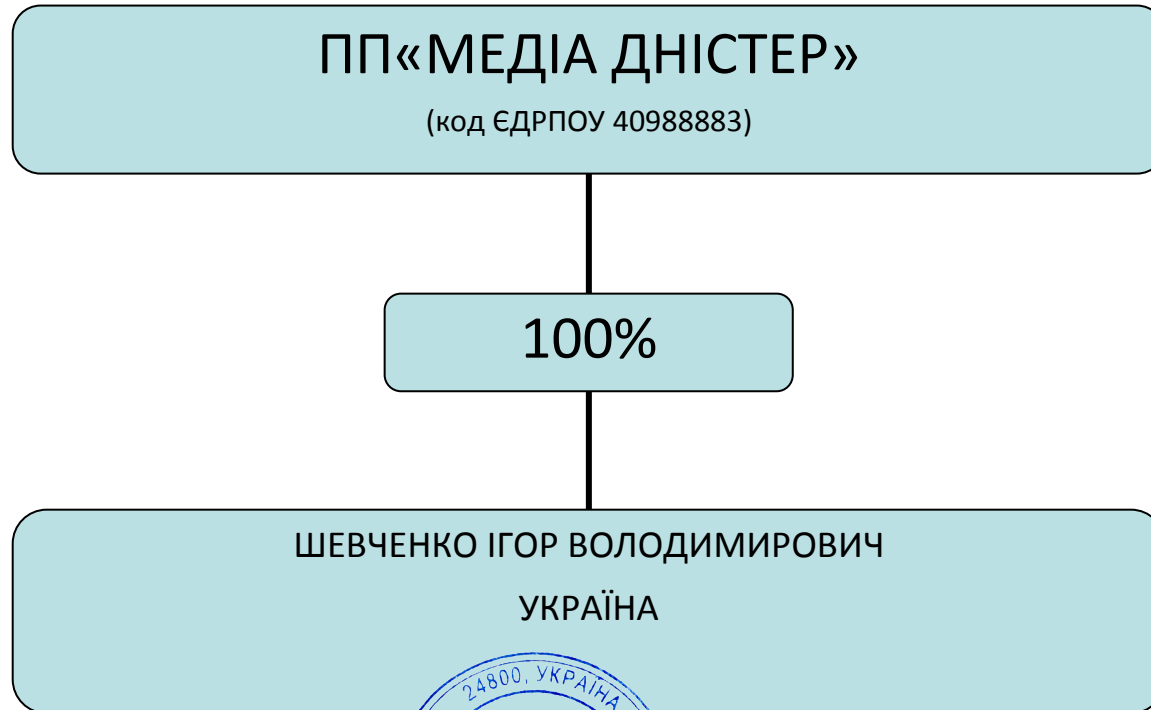 ПП«МЕДІА ДНІСТЕР»
(код ЄДРПОУ 40988883)
100%
ШЕВЧЕНКО ІГОР ВОЛОДИМИРОВИЧ
УКРАЇНА
24800, УКРАЇНА